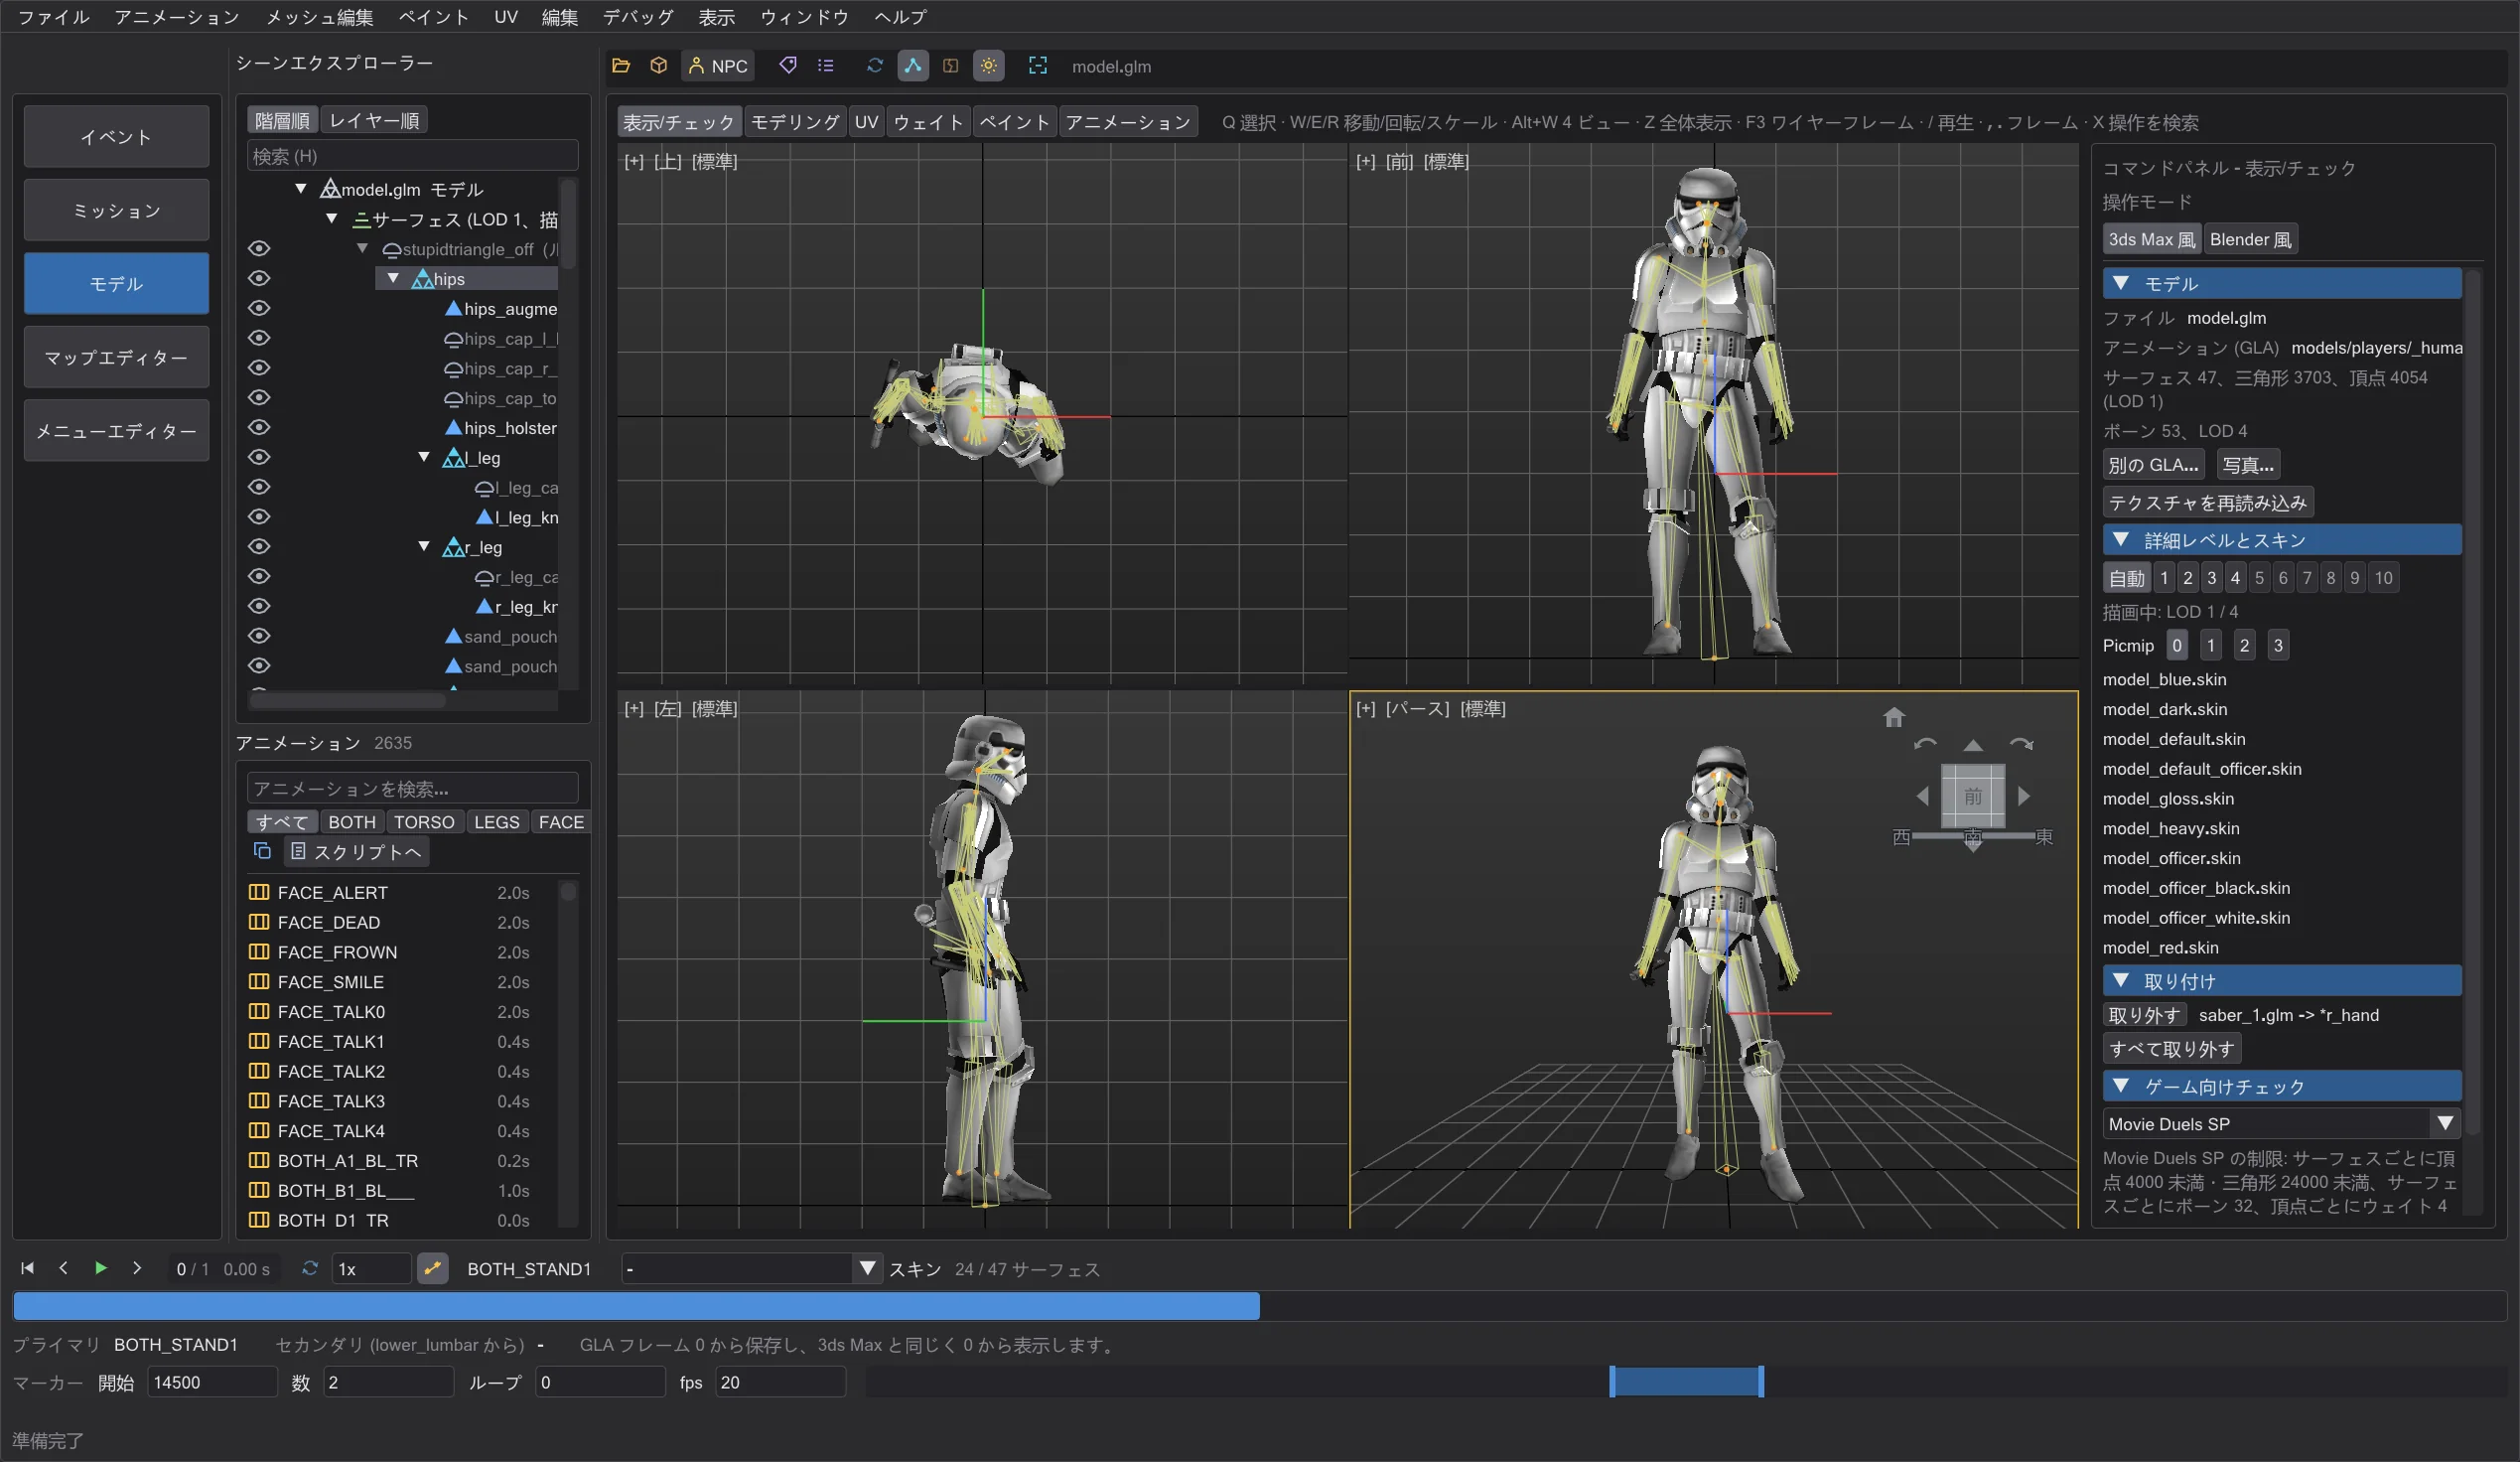 ファイル アニメーション メッシュ編集 ペイント UV 編集 デバッグ 表示 ウィンドウ ヘルプ
シーンエクスプローラー
NPC model.glm
イベント
ミッション
モデル
マップエディター
メニューエディター
階層順 レイヤー順
検索 (H)
model.glm モデル
サーフェス (LOD 1、描
stupidtriangle_off
hips
hips_augme
hips_cap_l_
hips_cap_r_
hips_cap_to
hips_holster
l_leg
l_leg_ca
l_leg_kn
r_leg
r_leg_ca
r_leg_kn
sand_pouch
sand_pouch
アニメーション 2635
アニメーションを検索...
すべて BOTH TORSO LEGS FACE
スクリプトへ
FACE_ALERT 2.0s
FACE_DEAD 2.0s
FACE_FROWN 2.0s
FACE_SMILE 2.0s
FACE_TALK0 2.0s
FACE_TALK1 0.4s
FACE_TALK2 0.4s
FACE_TALK3 0.4s
FACE_TALK4 0.4s
BOTH_A1_BL_TR 0.2s
BOTH_B1_BL___ 1.0s
BOTH_D1_TR 0.0s
表示/チェック モデリング UV ウェイト ペイント アニメーション Q 選択 · W/E/R 移動/回転/スケール · Alt+W 4 ビュー · Z 全体表示 · F3 ワイヤーフレーム · / 再生 · , . フレーム · X 操作を検索
[+] [上] [標準]
[+] [前] [標準]
[+] [左] [標準]
[+] [パース] [標準]
前
西 南 東
コマンドパネル - 表示/チェック
操作モード
3ds Max 風 Blender 風
モデル
ファイル model.glm
アニメーション (GLA) models/players/_huma
サーフェス 47、三角形 3703、頂点 4054
(LOD 1)
ボーン 53、LOD 4
別の GLA... 写真...
テクスチャを再読み込み
詳細レベルとスキン
自動 1 2 3 4 5 6 7 8 9 10
描画中: LOD 1 / 4
Picmip 0 1 2 3
model_blue.skin
model_dark.skin
model_default.skin
model_default_officer.skin
model_gloss.skin
model_heavy.skin
model_officer.skin
model_officer_black.skin
model_officer_white.skin
model_red.skin
取り付け
取り外す saber_1.glm -> *r_hand
すべて取り外す
ゲーム向けチェック
Movie Duels SP
Movie Duels SP の制限: サーフェスごとに頂
点 4000 未満・三角形 24000 未満、サーフェ
スごとにボーン 32、頂点ごとにウェイト 4
0 / 1 0.00 s 1x BOTH_STAND1 - スキン 24 / 47 サーフェス
プライマリ BOTH_STAND1 セカンダリ (lower_lumbar から) - GLA フレーム 0 から保存し、3ds Max と同じく 0 から表示します。
マーカー 開始 14500 数 2 ループ 0 fps 20
準備完了